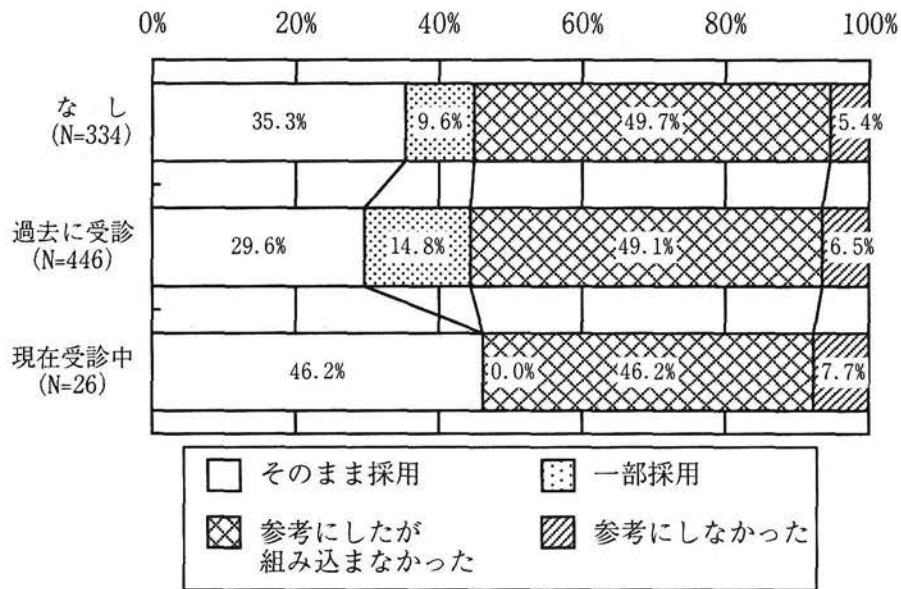 0% 20% 40% 60% 80% 100%
なし
(N=334)
35.3% 9.6% 49.7% 5.4%
過去に受診
(N=446)
29.6% 14.8% 49.1% 6.5%
現在受診中
(N=26)
46.2% 0.0% 46.2% 7.7%
そのまま採用 一部採用
参考にしたが 参考にしなかった
組み込まなかった